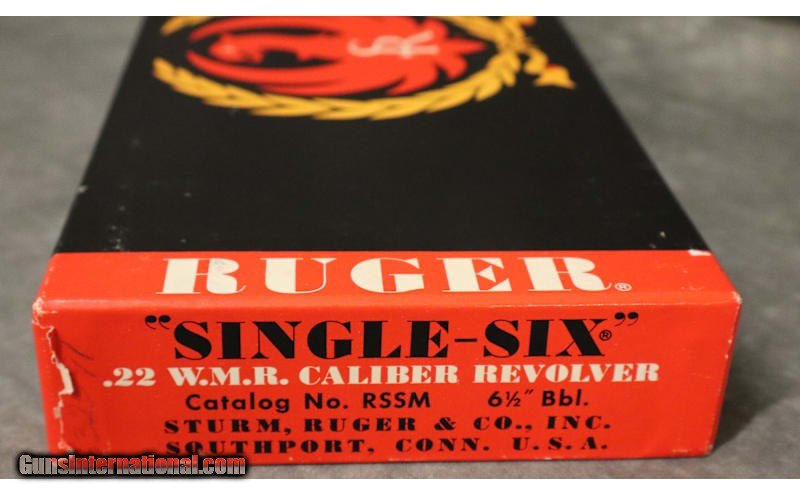 SR
RUGER®
"SINGLE-SIX®"
.22 W.M.R. CALIBER REVOLVER
Catalog No. RSSM 6½" Bbl.
STURM, RUGER & CO., INC.
SOUTHPORT, CONN. U.S.A.
GunsInternational.com